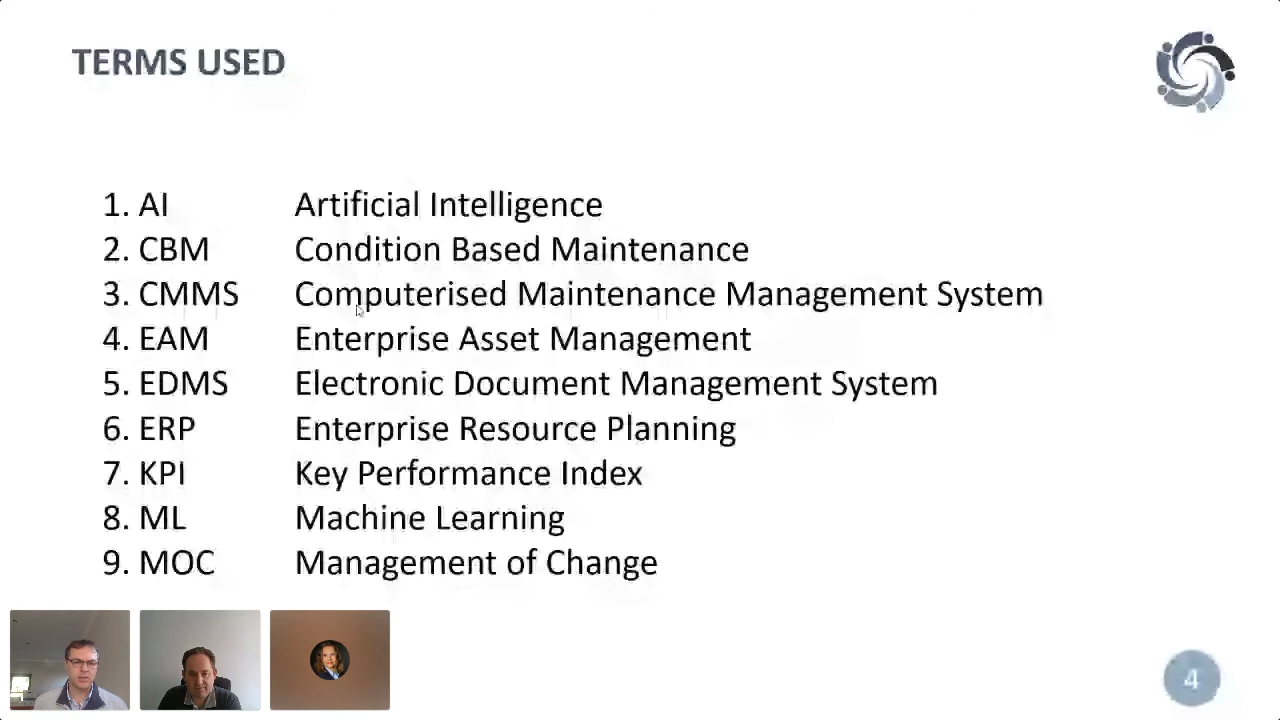 TERMS USED
1. AI Artificial Intelligence
2. CBM Condition Based Maintenance
3. CMMS Computerised Maintenance Management System
4. EAM Enterprise Asset Management
5. EDMS Electronic Document Management System
6. ERP Enterprise Resource Planning
7. KPI Key Performance Index
8. ML Machine Learning
9. MOC Management of Change
4